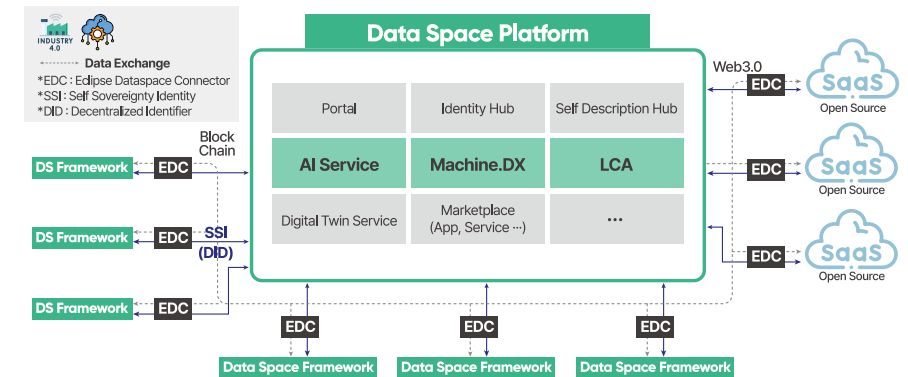 INDUSTRY
4.0
Data Exchange
*EDC : Eclipse Dataspace Connector
*SSI : Self Sovereignty Identity
*DID : Decentralized Identifier
Data Space Platform
Portal
Identity Hub
Self Description Hub
AI Service
Machine.DX
LCA
Digital Twin Service
Marketplace
(App, Service ···)
···
Block
Chain
DS Framework
EDC
DS Framework
EDC
SSI
(DID)
DS Framework
EDC
Web3.0
EDC
SaaS
Open Source
EDC
SaaS
Open Source
EDC
SaaS
Open Source
EDC
EDC
EDC
Data Space Framework
Data Space Framework
Data Space Framework